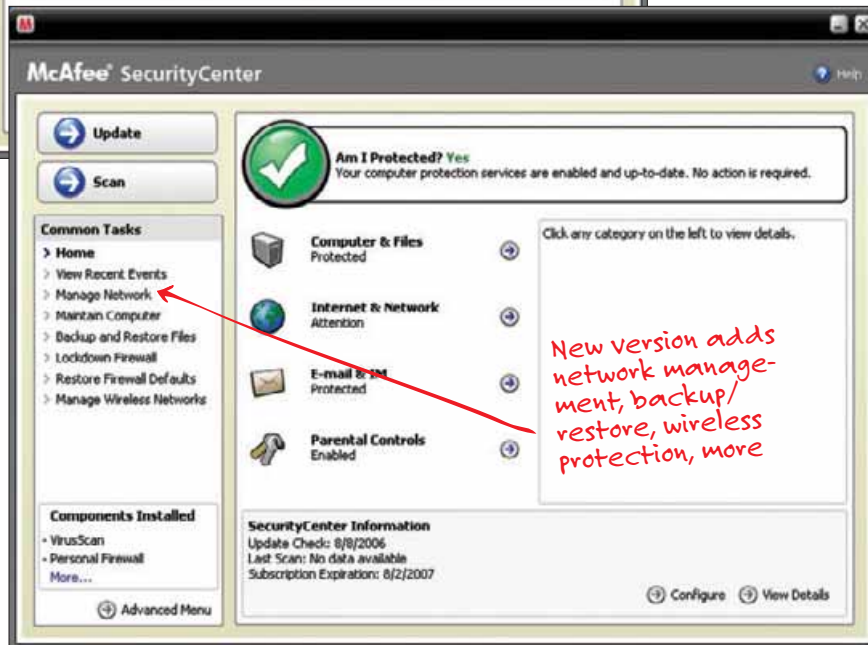 McAfee® SecurityCenter
Help
Update
Scan
Common Tasks
Home
View Recent Events
Manage Network
Maintain Computer
Backup and Restore Files
Lockdown Firewall
Restore Firewall Defaults
Manage Wireless Networks
Components Installed
- VirusScan
- Personal Firewall
More...
Advanced Menu
Am I Protected? Yes
Your computer protection services are enabled and up-to-date. No action is required.
Computer & Files
Protected
Internet & Network
Attention
E-mail & IM
Protected
Parental Controls
Enabled
Click any category on the left to view details.
New version adds
network manage-
ment, backup/
restore, wireless
protection, more
SecurityCenter Information
Update Check: 8/8/2006
Last Scan: No data available
Subscription Expiration: 8/2/2007
Configure
View Details